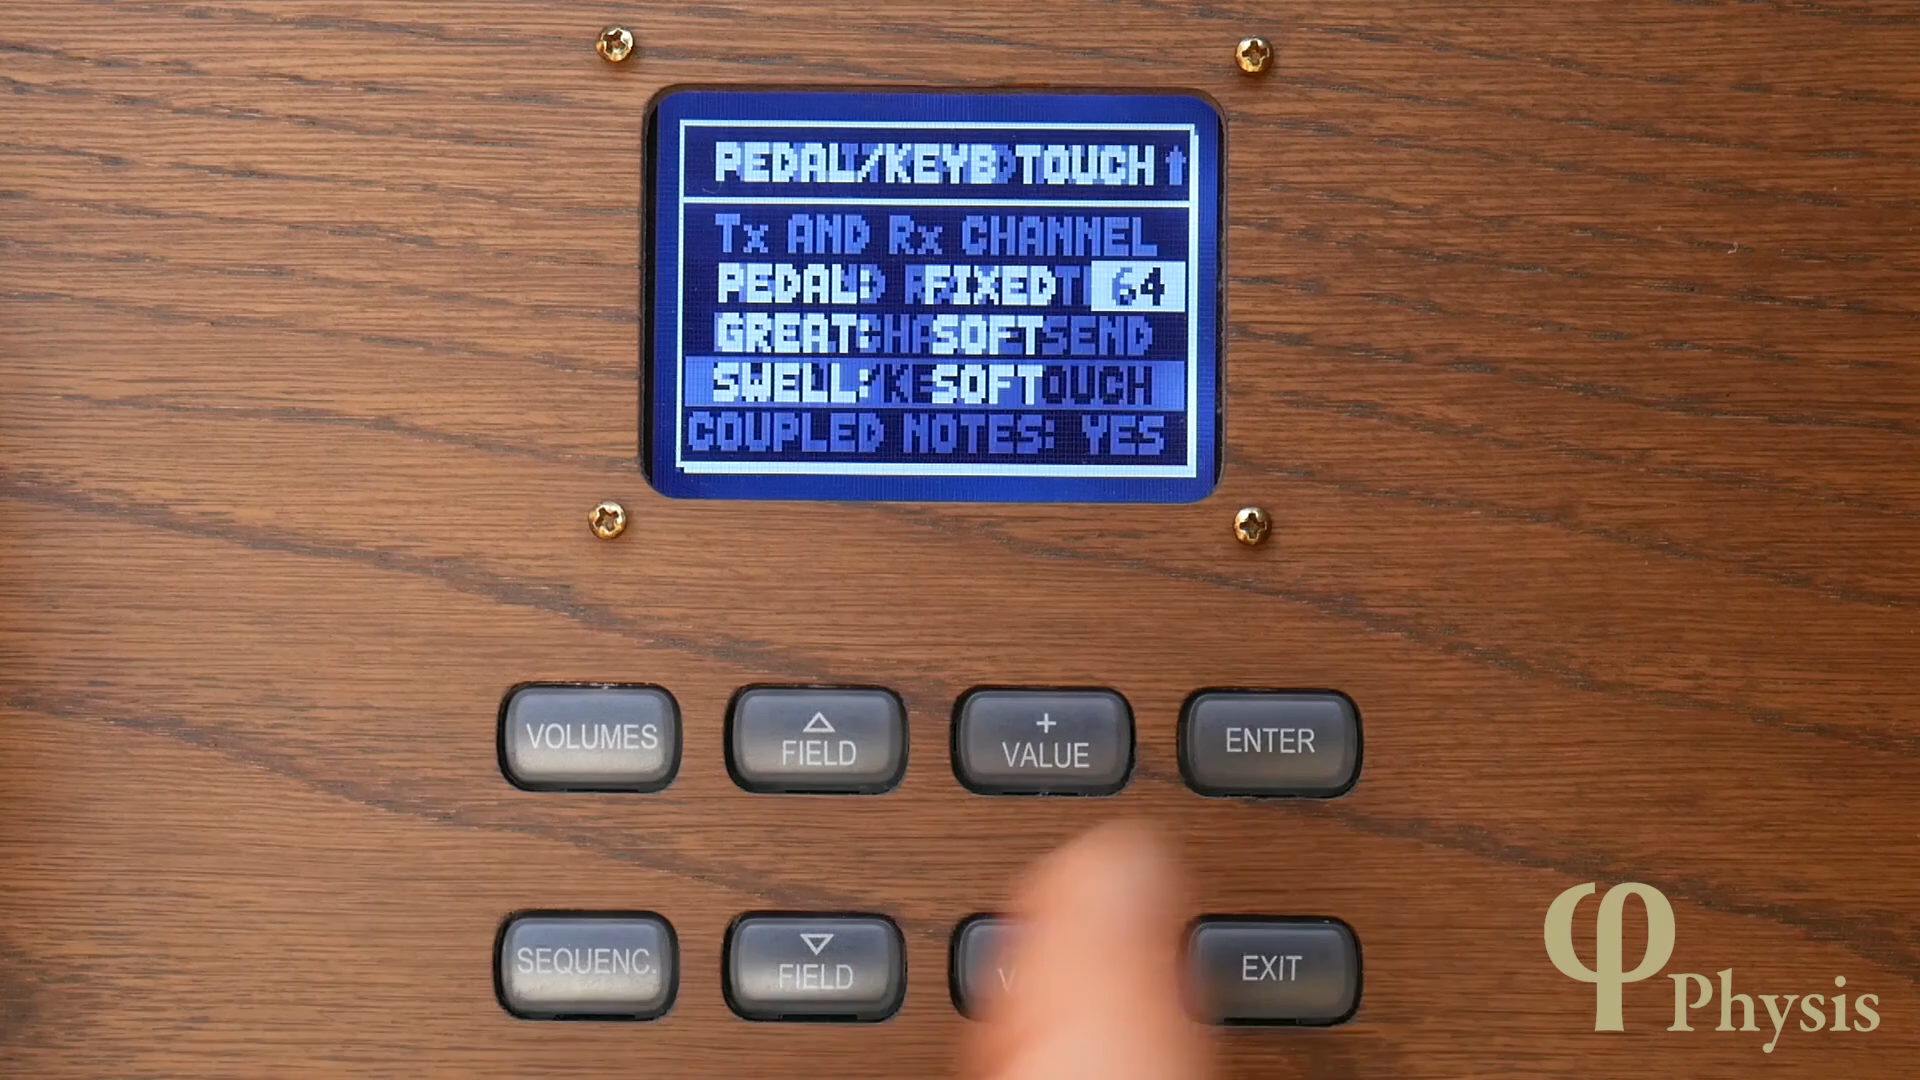 PEDAL/KEYB TOUCH
Tx AND Rx CHANNEL
PEDAL: FIXED 64
GREAT: SOFT SEND
SWELL: SOFT
COUPLED NOTES: YES
VOLUMES
△ FIELD
+ VALUE
ENTER
SEQUENC.
▽ FIELD
EXIT
φ Physis